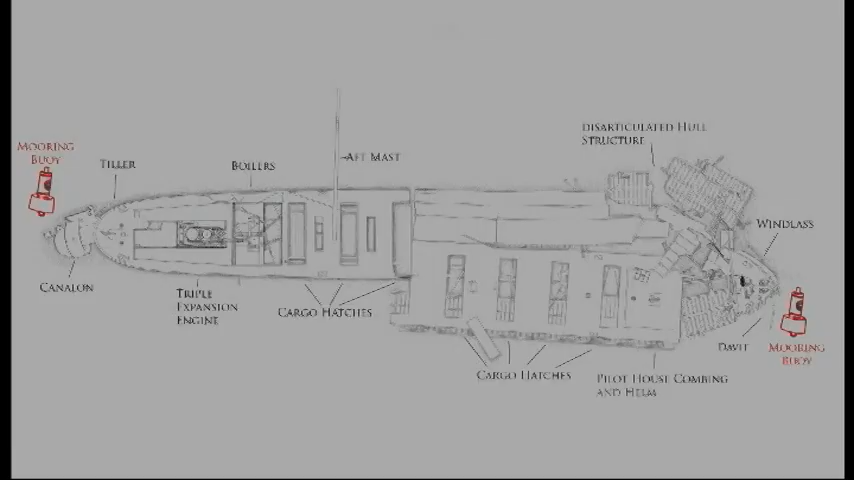 Mooring
Buoy
Tiller
Boilers
Aft Mast
Disarticulated Hull
Structure
Windlass
Canalon
Triple
Expansion
Engine
Cargo Hatches
Cargo Hatches
Pilot House Combing
and Helm
Davit
Mooring
Buoy